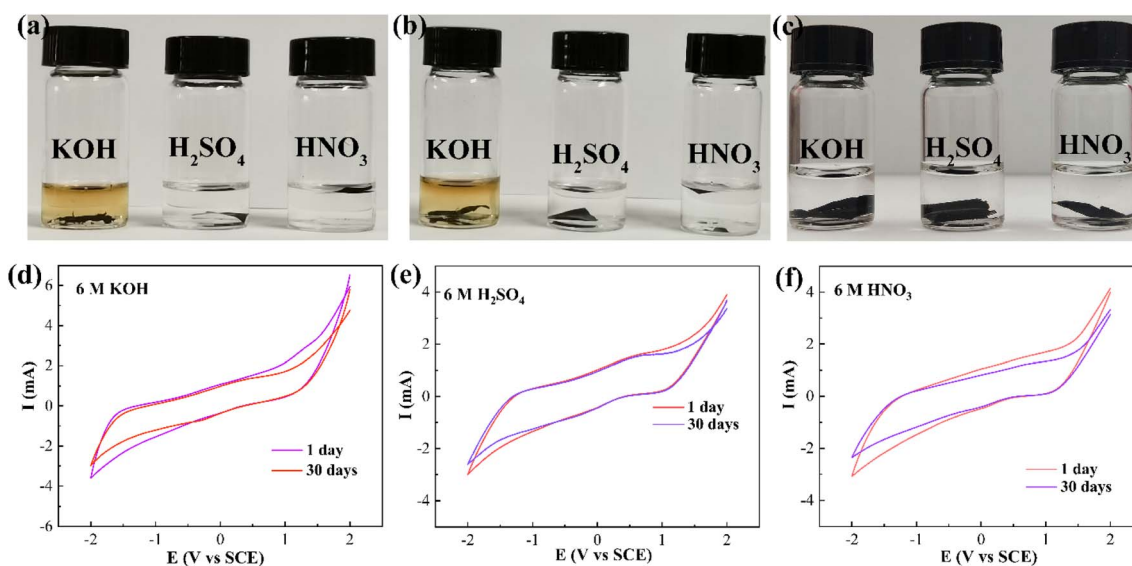 (a)
KOH
H₂SO₄
HNO₃
(b)
KOH
H₂SO₄
HNO₃
(c)
KOH
H₂SO₄
HNO₃
(d)
6 M KOH
I (mA)
6
4
2
0
-2
-4
-6
1 day
30 days
-2
-1
0
1
2
E (V vs SCE)
(e)
6 M H₂SO₄
I (mA)
4
2
0
-2
-4
1 day
30 days
-2
-1
0
1
2
E (V vs SCE)
(f)
6 M HNO₃
I (mA)
4
2
0
-2
-4
1 day
30 days
-2
-1
0
1
2
E (V vs SCE)